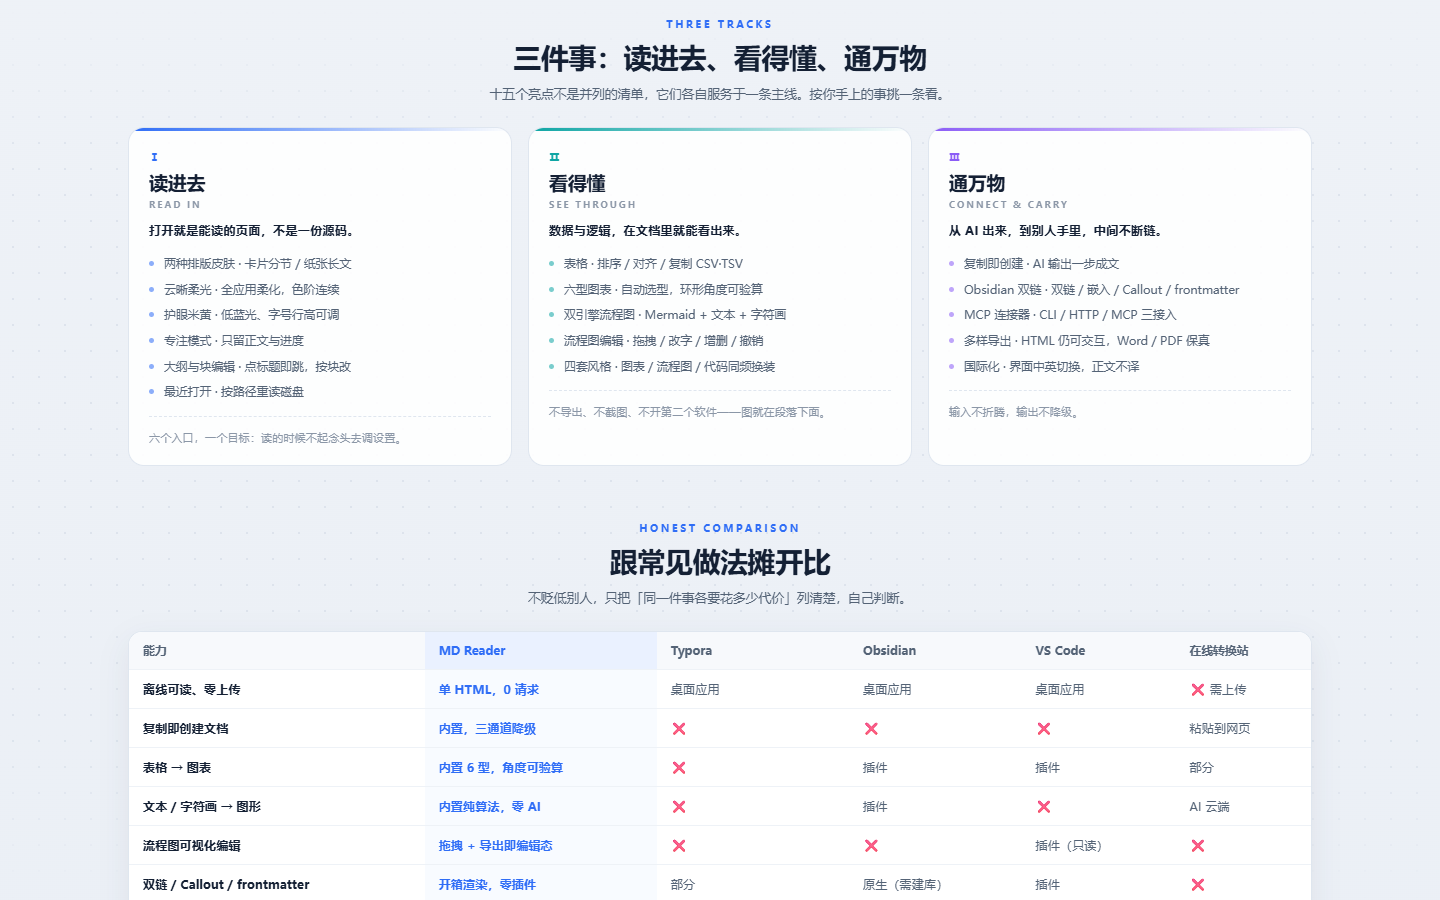 THREE TRACKS
三件事：读进去、看得懂、通万物
十五个亮点不是并列的清单，它们各自服务于一条主线。按你手上的事挑一条看。
I
读进去
READ IN
打开就是能读的页面，不是一份源码。
两种排版皮肤 · 卡片分节 / 纸张长文
云晰柔光 · 全应用柔化，色阶连续
护眼米黄 · 低蓝光、字号行高可调
专注模式 · 只留正文与进度
大纲与块编辑 · 点标题即跳，按块改
最近打开 · 按路径重读磁盘
六个入口，一个目标：读的时候不起念头去调设置。
II
看得懂
SEE THROUGH
数据与逻辑，在文档里就能看出来。
表格 · 排序 / 对齐 / 复制 CSV·TSV
六型图表 · 自动选型，环形角度可验算
双引擎流程图 · Mermaid + 文本 + 字符画
流程图编辑 · 拖拽 / 改字 / 增删 / 撤销
四套风格 · 图表 / 流程图 / 代码同频换装
不导出、不截图、不开第二个软件——图就在段落下面。
III
通万物
CONNECT & CARRY
从 AI 出来，到别人手里，中间不断链。
复制即创建 · AI 输出一步成文
Obsidian 双链 · 双链 / 嵌入 / Callout / frontmatter
MCP 连接器 · CLI / HTTP / MCP 三接入
多样导出 · HTML 仍可交互，Word / PDF 保真
国际化 · 界面中英切换，正文不译
输入不折腾，输出不降级。
HONEST COMPARISON
跟常见做法摊开比
不贬低别人，只把「同一件事各要花多少代价」列清楚，自己判断。
能力 MD Reader Typora Obsidian VS Code 在线转换站
离线可读、零上传 单 HTML，0 请求 桌面应用 桌面应用 桌面应用 ❌ 需上传
复制即创建文档 内置，三通道降级 ❌ ❌ ❌ 粘贴到网页
表格 → 图表 内置 6 型，角度可验算 ❌ 插件 插件 部分
文本 / 字符画 → 图形 内置纯算法，零 AI ❌ 插件 ❌ AI 云端
流程图可视化编辑 拖拽 + 导出即编辑态 ❌ ❌ 插件（只读） ❌
双链 / Callout / frontmatter 开箱渲染，零插件 部分 原生（需建库） 插件 ❌